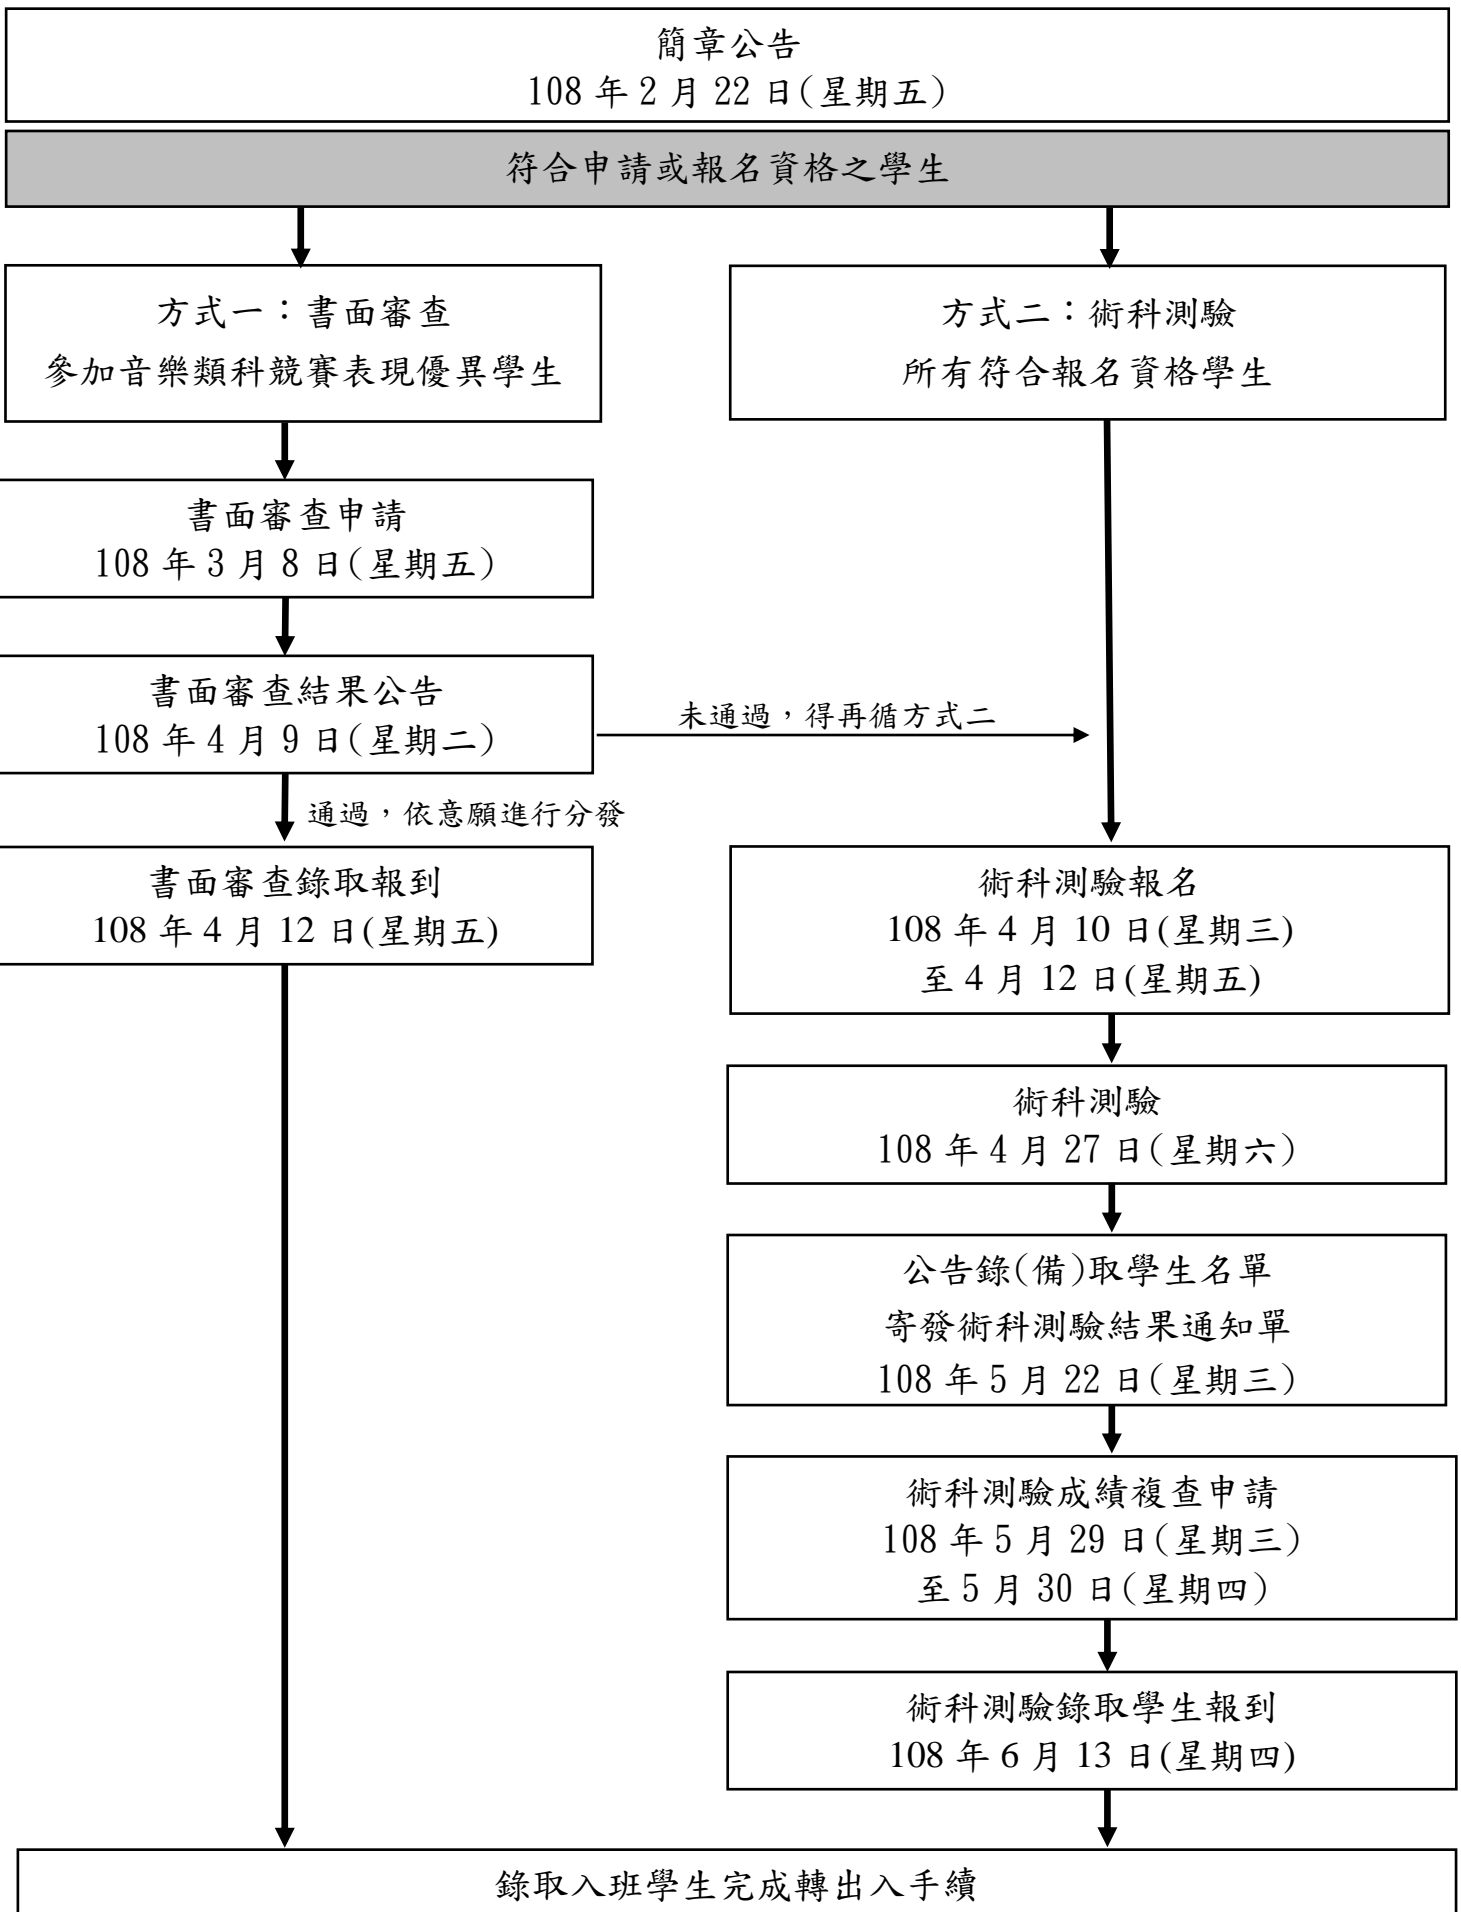 簡章公告
108 年 2 月 22 日(星期五)
符合申請或報名資格之學生
方式一：書面審查
參加音樂類科競賽表現優異學生
方式二：術科測驗
所有符合報名資格學生
書面審查申請
108 年 3 月 8 日(星期五)
書面審查結果公告
108 年 4 月 9 日(星期二)
未通過，得再循方式二
通過，依意願進行分發
書面審查錄取報到
108 年 4 月 12 日(星期五)
術科測驗報名
108 年 4 月 10 日(星期三)
至 4 月 12 日(星期五)
術科測驗
108 年 4 月 27 日(星期六)
公告錄(備)取學生名單
寄發術科測驗結果通知單
108 年 5 月 22 日(星期三)
術科測驗成績複查申請
108 年 5 月 29 日(星期三)
至 5 月 30 日(星期四)
術科測驗錄取學生報到
108 年 6 月 13 日(星期四)
錄取入班學生完成轉出入手續